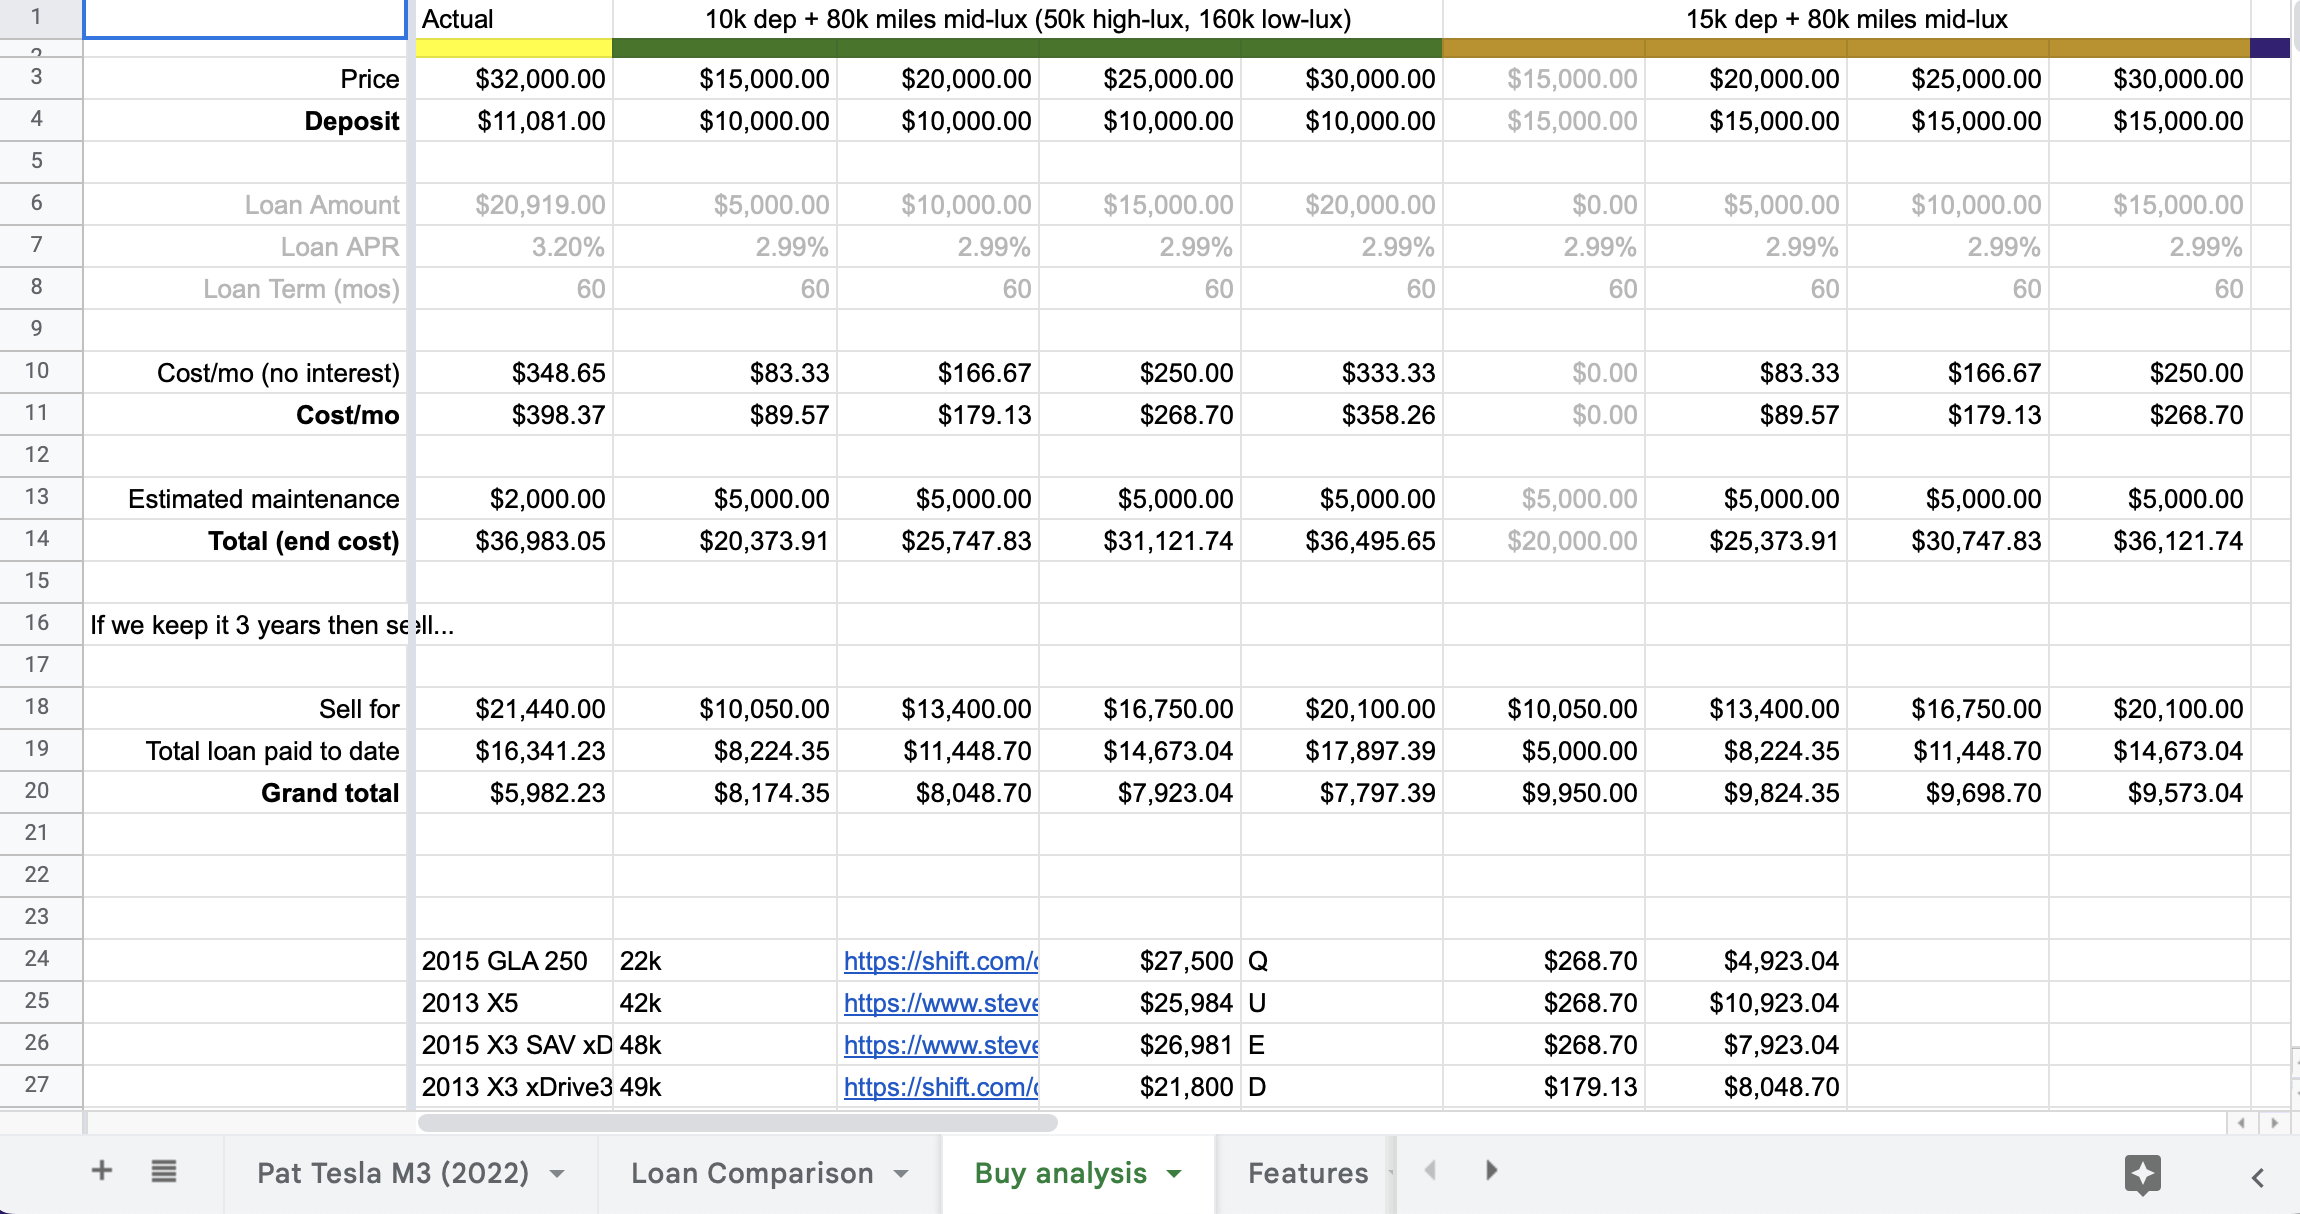 1 Actual 10k dep + 80k miles mid-lux (50k high-lux, 160k low-lux) 15k dep + 80k miles mid-lux
2
3 Price $32,000.00 $15,000.00 $20,000.00 $25,000.00 $30,000.00 $15,000.00 $20,000.00 $25,000.00 $30,000.00
4 Deposit $11,081.00 $10,000.00 $10,000.00 $10,000.00 $10,000.00 $15,000.00 $15,000.00 $15,000.00 $15,000.00
5
6 Loan Amount $20,919.00 $5,000.00 $10,000.00 $15,000.00 $20,000.00 $0.00 $5,000.00 $10,000.00 $15,000.00
7 Loan APR 3.20% 2.99% 2.99% 2.99% 2.99% 2.99% 2.99% 2.99% 2.99%
8 Loan Term (mos) 60 60 60 60 60 60 60 60 60
9
10 Cost/mo (no interest) $348.65 $83.33 $166.67 $250.00 $333.33 $0.00 $83.33 $166.67 $250.00
11 Cost/mo $398.37 $89.57 $179.13 $268.70 $358.26 $0.00 $89.57 $179.13 $268.70
12
13 Estimated maintenance $2,000.00 $5,000.00 $5,000.00 $5,000.00 $5,000.00 $5,000.00 $5,000.00 $5,000.00 $5,000.00
14 Total (end cost) $36,983.05 $20,373.91 $25,747.83 $31,121.74 $36,495.65 $20,000.00 $25,373.91 $30,747.83 $36,121.74
15
16 If we keep it 3 years then sell...
17
18 Sell for $21,440.00 $10,050.00 $13,400.00 $16,750.00 $20,100.00 $10,050.00 $13,400.00 $16,750.00 $20,100.00
19 Total loan paid to date $16,341.23 $8,224.35 $11,448.70 $14,673.04 $17,897.39 $5,000.00 $8,224.35 $11,448.70 $14,673.04
20 Grand total $5,982.23 $8,174.35 $8,048.70 $7,923.04 $7,797.39 $9,950.00 $9,824.35 $9,698.70 $9,573.04
21
22
23
24 2015 GLA 250 22k https://shift.com/c $27,500 Q $268.70 $4,923.04
25 2013 X5 42k https://www.steve $25,984 U $268.70 $10,923.04
26 2015 X3 SAV xD 48k https://www.steve $26,981 E $268.70 $7,923.04
27 2013 X3 xDrive3 49k https://shift.com/c $21,800 D $179.13 $8,048.70
Pat Tesla M3 (2022) Loan Comparison Buy analysis Features